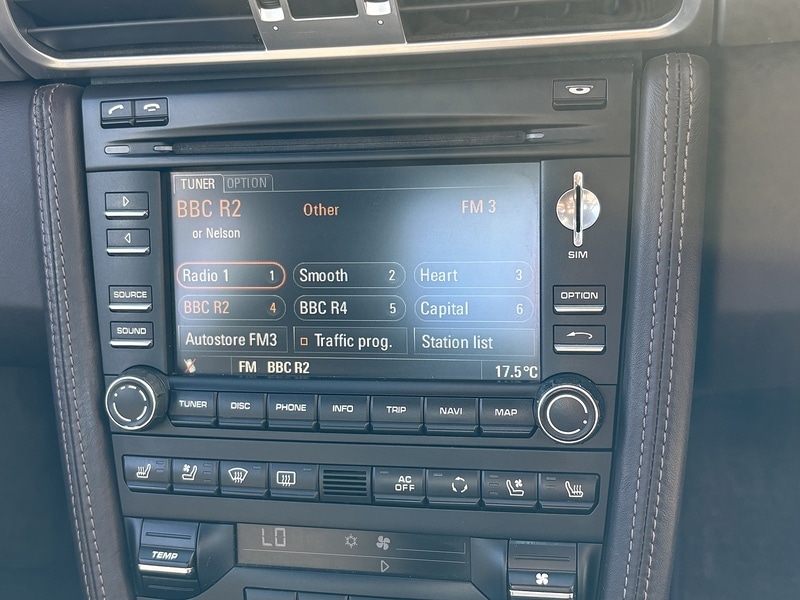 TUNER OPTION
BBC R2 Other FM 3
or Nelson
Radio 1 1 Smooth 2 Heart 3
BBC R2 4 BBC R4 5 Capital 6
Autostore FM3 Traffic prog. Station list
FM BBC R2 17.5°C
SIM
SOURCE
SOUND
OPTION
TUNER DISC PHONE INFO TRIP NAVI MAP
AC OFF
LO
TEMP